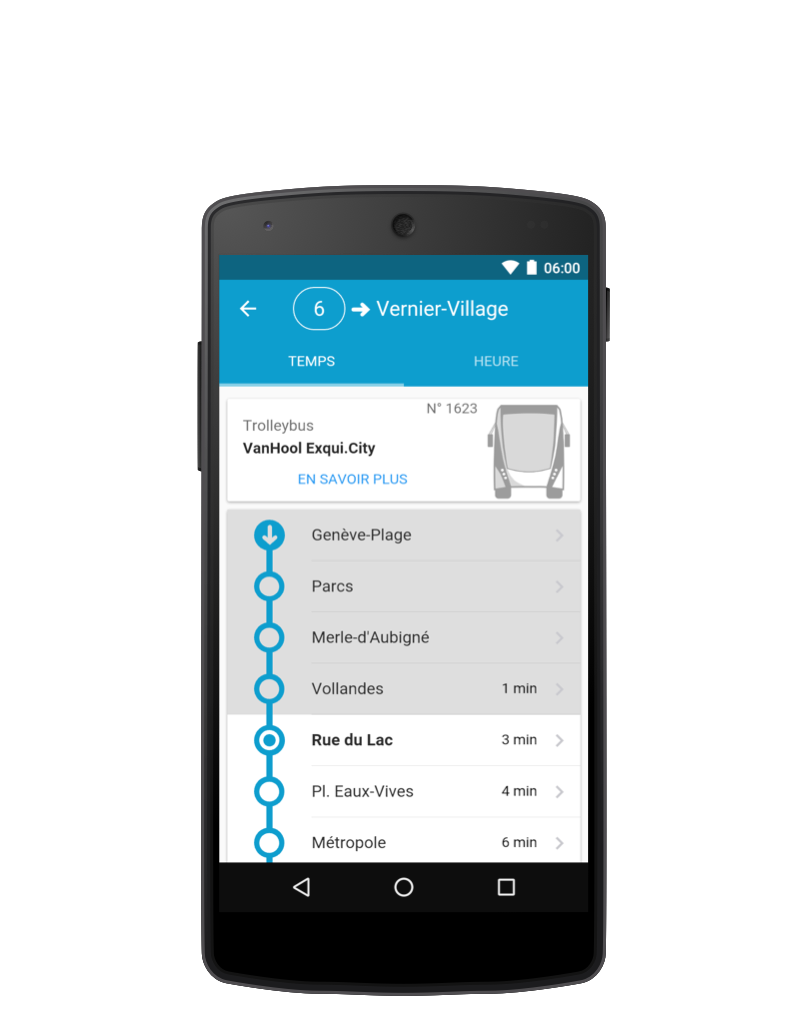 06:00
6 Vernier-Village
TEMPS HEURE
N° 1623
Trolleybus
VanHool Exqui.City
EN SAVOIR PLUS
Genève-Plage
Parcs
Merle-d'Aubigné
Vollandes 1 min
Rue du Lac 3 min
Pl. Eaux-Vives 4 min
Métropole 6 min